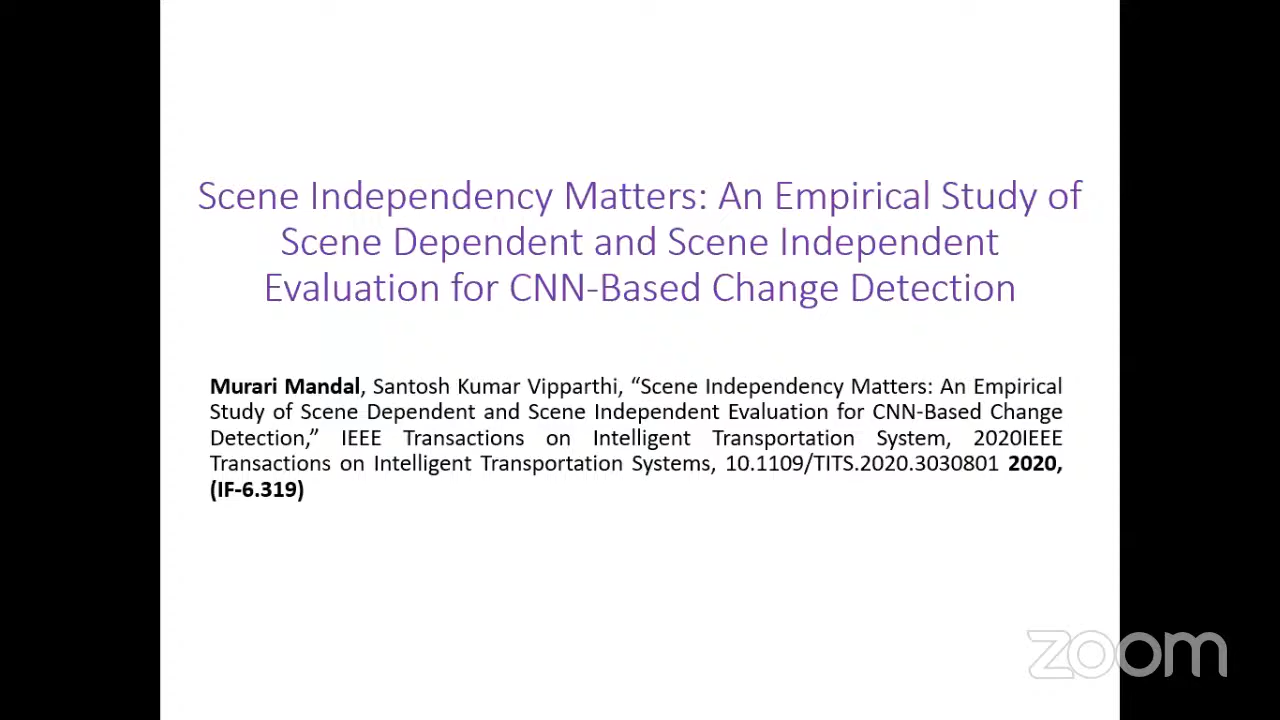 Scene Independency Matters: An Empirical Study of
Scene Dependent and Scene Independent
Evaluation for CNN-Based Change Detection
Murari Mandal, Santosh Kumar Vipparthi, “Scene Independency Matters: An Empirical
Study of Scene Dependent and Scene Independent Evaluation for CNN-Based Change
Detection,” IEEE Transactions on Intelligent Transportation System, 2020IEEE
Transactions on Intelligent Transportation Systems, 10.1109/TITS.2020.3030801 2020,
(IF-6.319)
zoom